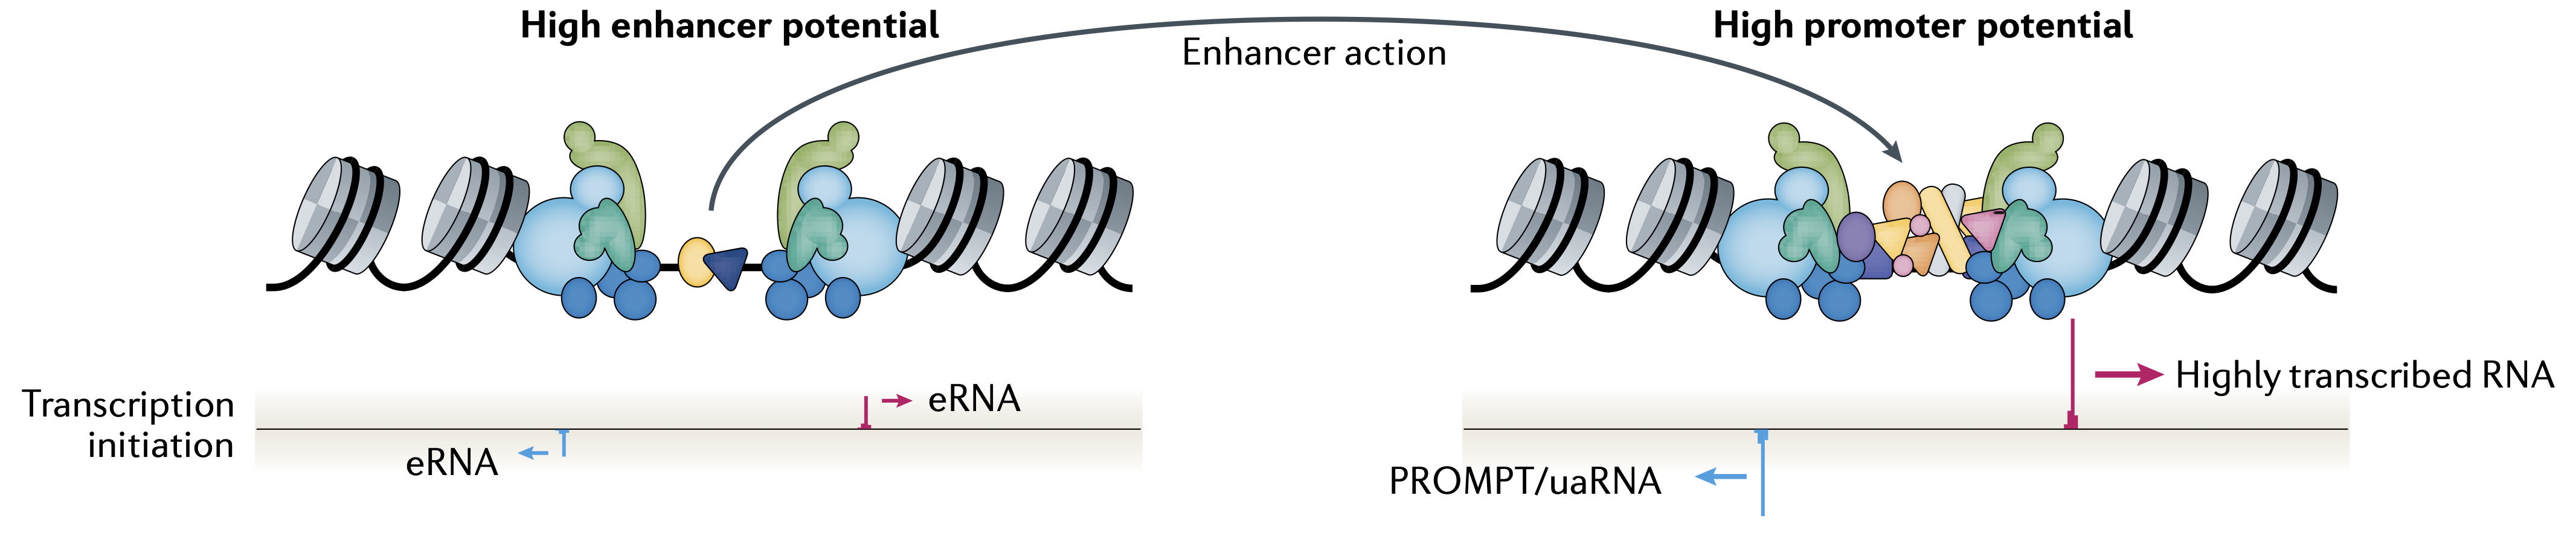 High enhancer potential
Enhancer action
High promoter potential
Transcription
initiation
eRNA
eRNA
Highly transcribed RNA
PROMPT/uaRNA